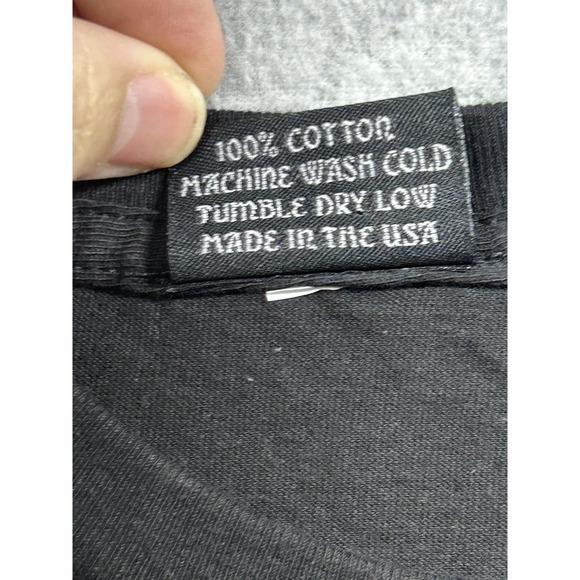 100% COTTON
MACHINE WASH COLD
TUMBLE DRY LOW
MADE IN THE USA